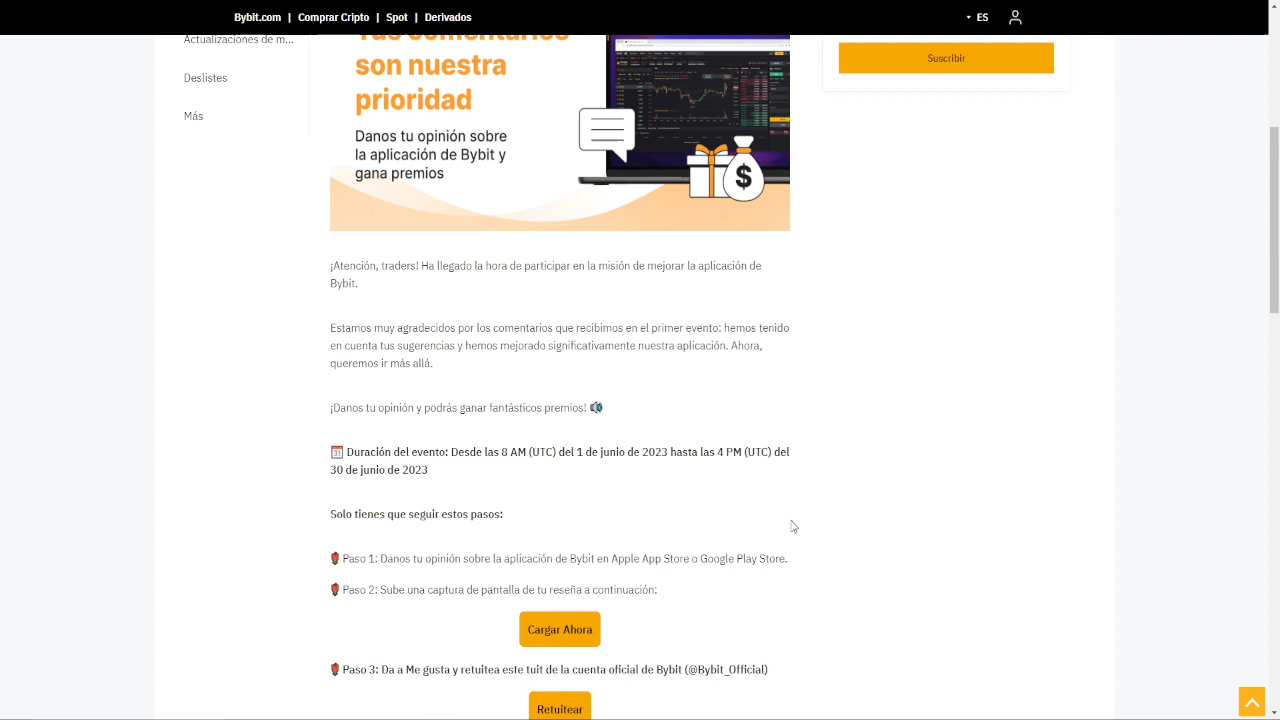 Bybit.com | Comprar Cripto | Spot | Derivados
ES
Actualizaciones de m...
Deslistes
Más
Tus comentarios
son nuestra
prioridad
Danos tu opinión sobre
la aplicación de Bybit y
gana premios
$
Suscribir
¡Atención, traders! Ha llegado la hora de participar en la misión de mejorar la aplicación de
Bybit.
Estamos muy agradecidos por los comentarios que recibimos en el primer evento: hemos tenido
en cuenta tus sugerencias y hemos mejorado significativamente nuestra aplicación. Ahora,
queremos ir más allá.
¡Danos tu opinión y podrás ganar fantásticos premios! 🔊
📅 Duración del evento: Desde las 8 AM (UTC) del 1 de junio de 2023 hasta las 4 PM (UTC) del
30 de junio de 2023
Solo tienes que seguir estos pasos:
🌹Paso 1: Danos tu opinión sobre la aplicación de Bybit en Apple App Store o Google Play Store.
🌹Paso 2: Sube una captura de pantalla de tu reseña a continuación:
Cargar Ahora
🌹Paso 3: Da a Me gusta y retuitea este tuit de la cuenta oficial de Bybit (@Bybit_Official)
Retuitear